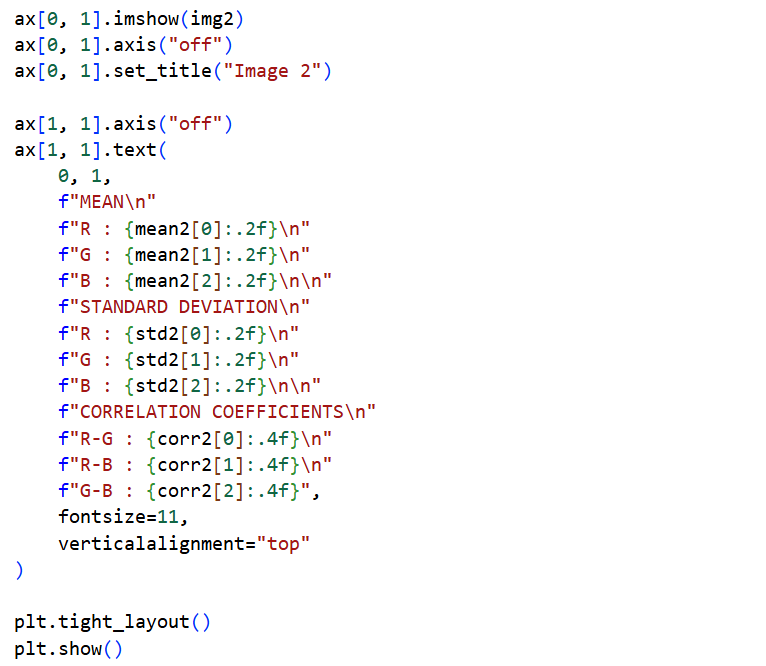 ax[0, 1].imshow(img2)
ax[0, 1].axis("off")
ax[0, 1].set_title("Image 2")

ax[1, 1].axis("off")
ax[1, 1].text(
    0, 1,
    f"MEAN\n"
    f"R : {mean2[0]:.2f}\n"
    f"G : {mean2[1]:.2f}\n"
    f"B : {mean2[2]:.2f}\n\n"
    f"STANDARD DEVIATION\n"
    f"R : {std2[0]:.2f}\n"
    f"G : {std2[1]:.2f}\n"
    f"B : {std2[2]:.2f}\n\n"
    f"CORRELATION COEFFICIENTS\n"
    f"R-G : {corr2[0]:.4f}\n"
    f"R-B : {corr2[1]:.4f}\n"
    f"G-B : {corr2[2]:.4f}",
    fontsize=11,
    verticalalignment="top"
)

plt.tight_layout()
plt.show()